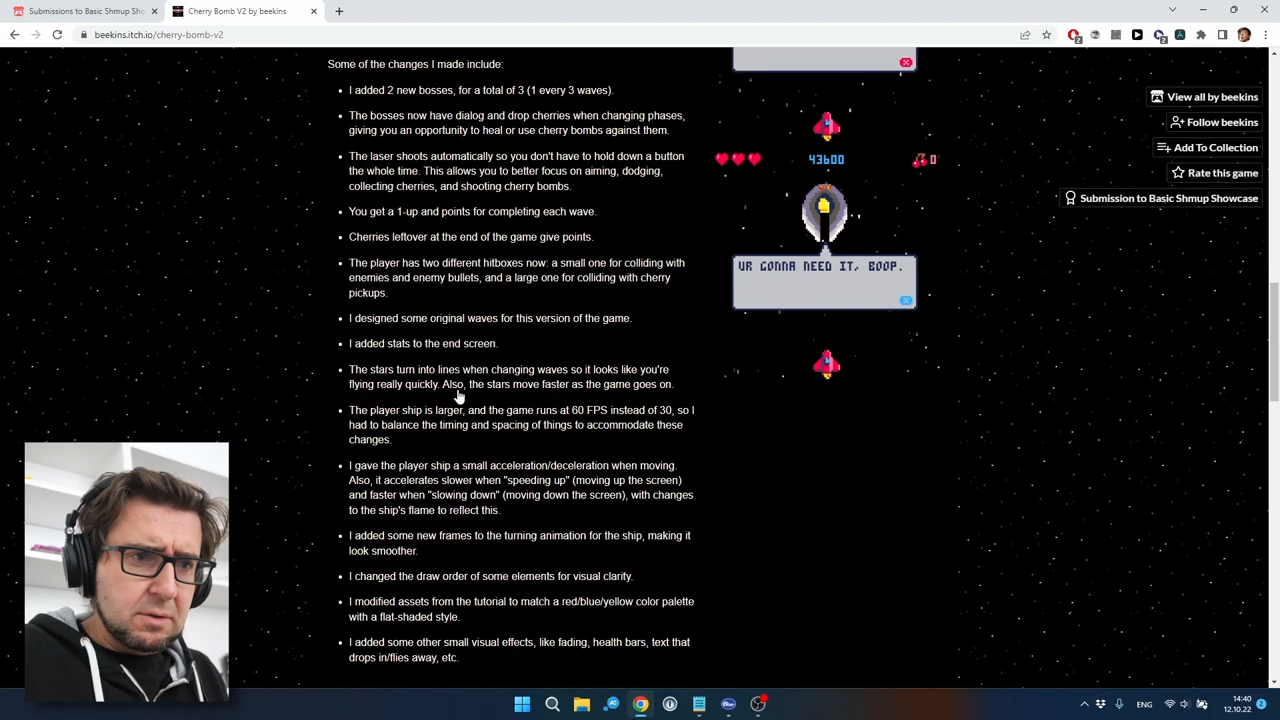 Submissions to Basic Shmup Sho
Cherry Bomb V2 by beekins
beekins.itch.io/cherry-bomb-v2
Some of the changes I made include:
I added 2 new bosses, for a total of 3 (1 every 3 waves).
The bosses now have dialog and drop cherries when changing phases,
giving you an opportunity to heal or use cherry bombs against them.
The laser shoots automatically so you don't have to hold down a button
the whole time. This allows you to better focus on aiming, dodging,
collecting cherries, and shooting cherry bombs.
You get a 1-up and points for completing each wave.
Cherries leftover at the end of the game give points.
The player has two different hitboxes now: a small one for colliding with
enemies and enemy bullets, and a large one for colliding with cherry
pickups.
I designed some original waves for this version of the game.
I added stats to the end screen.
The stars turn into lines when changing waves so it looks like you're
flying really quickly. Also, the stars move faster as the game goes on.
The player ship is larger, and the game runs at 60 FPS instead of 30, so I
had to balance the timing and spacing of things to accommodate these
changes.
I gave the player ship a small acceleration/deceleration when moving.
Also, it accelerates slower when "speeding up" (moving up the screen)
and faster when "slowing down" (moving down the screen), with changes
to the ship's flame to reflect this.
I added some new frames to the turning animation for the ship, making it
look smoother.
I changed the draw order of some elements for visual clarity.
I modified assets from the tutorial to match a red/blue/yellow color palette
with a flat-shaded style.
I added some other small visual effects, like fading, health bars, text that
drops in/flies away, etc.
43600
0
UR GONNA NEED IT, BOOP.
View all by beekins
Follow beekins
Add To Collection
Rate this game
Submission to Basic Shmup Showcase
2
2
ENG
14:40
12.10.22
2